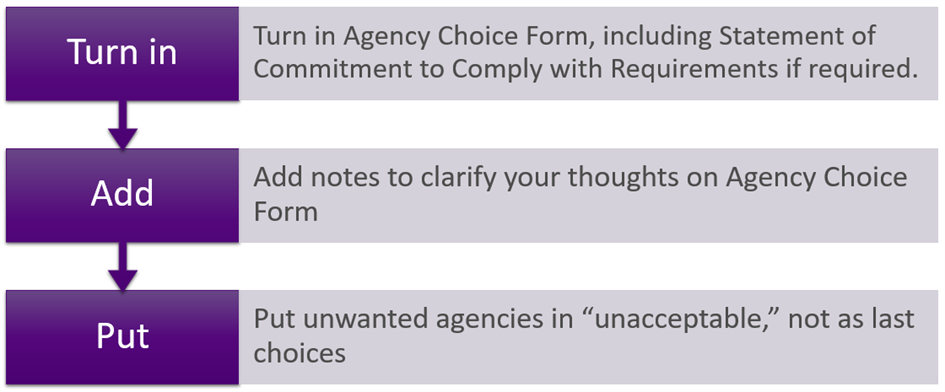 Turn in
Turn in Agency Choice Form, including Statement of
Commitment to Comply with Requirements if required.
Add
Add notes to clarify your thoughts on Agency Choice
Form
Put
Put unwanted agencies in “unacceptable,” not as last
choices